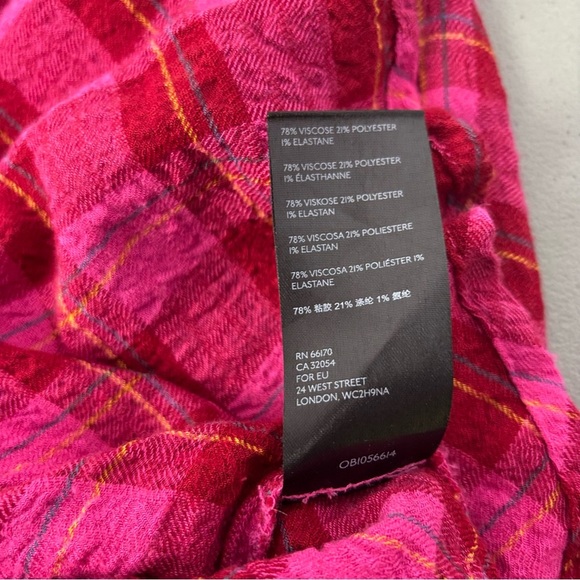 78% VISCOSE 21% POLYESTER
1% ELASTANE
78% VISCOSE 21% POLYESTER
1% ÉLASTHANNE
78% VISKOSE 21% POLYESTER
1% ELASTAN
78% VISCOSA 21% POLIESTERE
1% ELASTAN
78% VISCOSA 21% POLIÉSTER 1%
ELASTANE
78% 粘胶 21% 涤纶 1% 氨纶
RN 66170
CA 32054
FOR EU
24 WEST STREET
LONDON, WC2H9NA
OB1056614